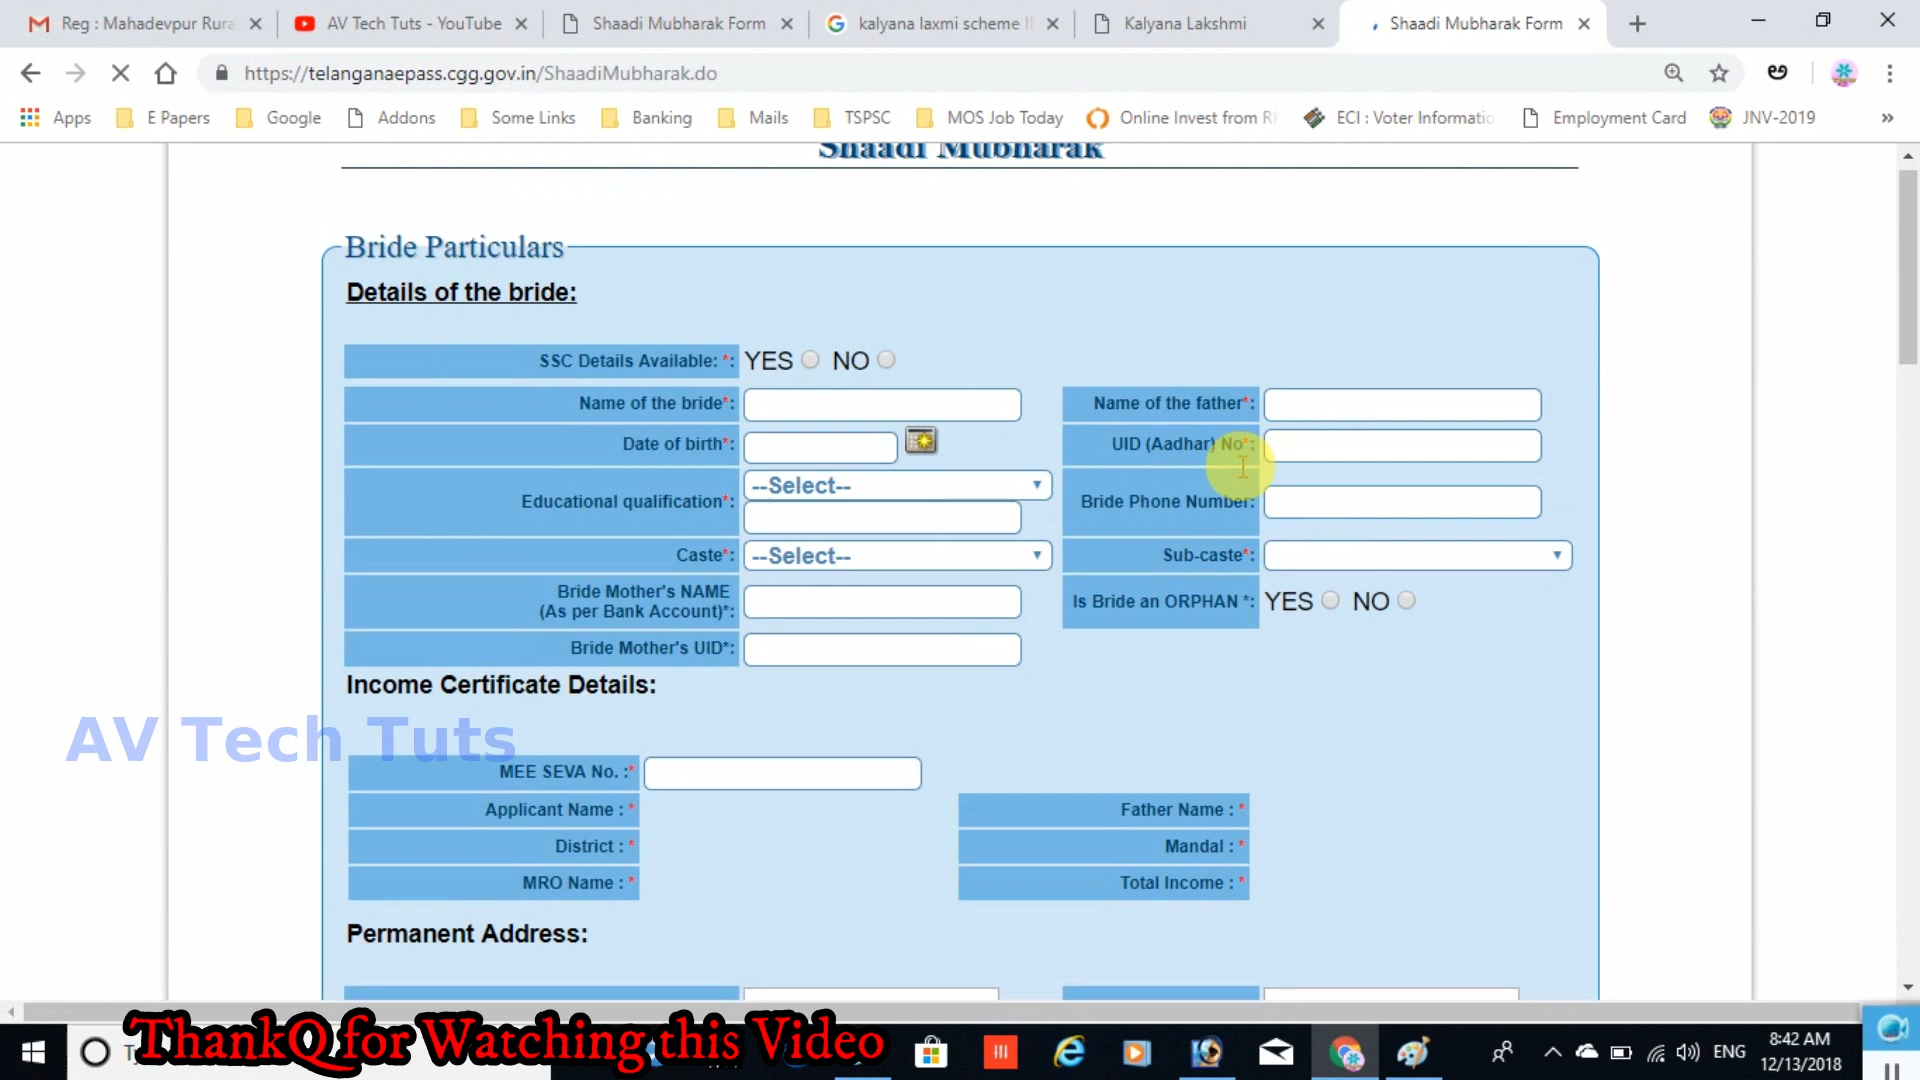 Reg : Mahadevpur Rura
AV Tech Tuts - YouTube
Shaadi Mubharak Form
kalyana laxmi scheme
Kalyana Lakshmi
Shaadi Mubharak Form
https://telanganaepass.cgg.gov.in/ShaadiMubharak.do
Apps
E Papers
Google
Addons
Some Links
Banking
Mails
TSPSC
MOS Job Today
Online Invest from
ECI : Voter Informatio
Employment Card
JNV-2019
»
Shaadi Mubharak
Bride Particulars
Details of the bride:
SSC Details Available: *: YES NO
Name of the bride*: Name of the father*:
Date of birth*: UID (Aadhar) No*:
Educational qualification*: --Select-- Bride Phone Number:
Caste*: --Select-- Sub-caste*:
Bride Mother's NAME
(As per Bank Account)*: Is Bride an ORPHAN *: YES NO
Bride Mother's UID*:
Income Certificate Details:
AV Tech Tuts
MEE SEVA No. :*
Applicant Name : * Father Name : *
District : * Mandal : *
MRO Name : * Total Income : *
Permanent Address:
ThankQ for Watching this Video
ENG
8:42 AM
12/13/2018